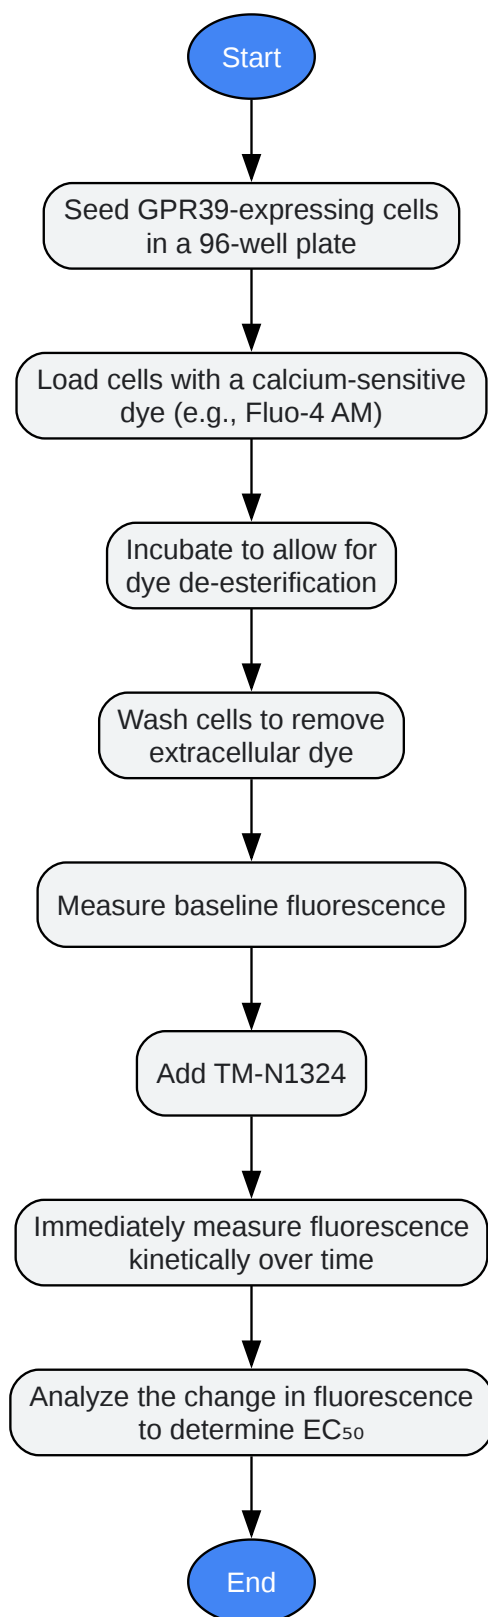 Start
Seed GPR39-expressing cells
in a 96-well plate
Load cells with a calcium-sensitive
dye (e.g., Fluo-4 AM)
Incubate to allow for
dye de-esterification
Wash cells to remove
extracellular dye
Measure baseline fluorescence
Add TM-N1324
Immediately measure fluorescence
kinetically over time
Analyze the change in fluorescence
to determine EC₅₀
End